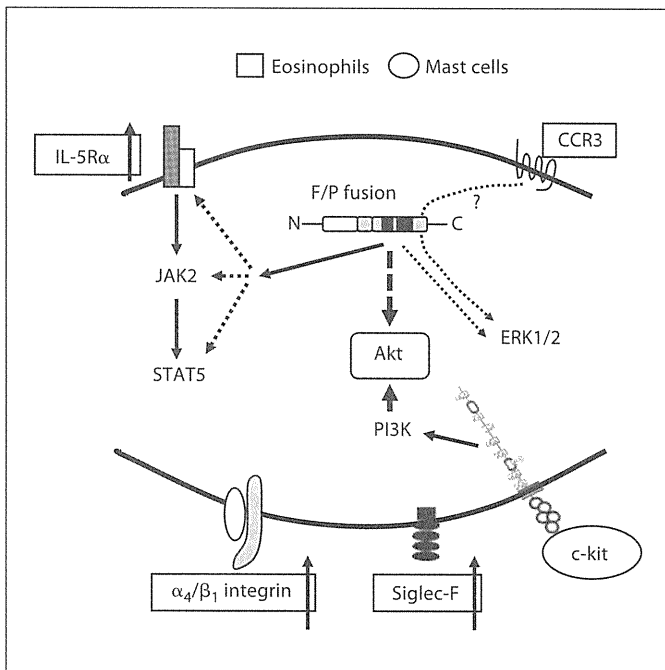 Eosinophils
Mast cells
IL-5Rα
CCR3
F/P fusion
?
N
C
JAK2
ERK1/2
Akt
STAT5
PI3K
c-kit
α4/β1 integrin
Siglec-F